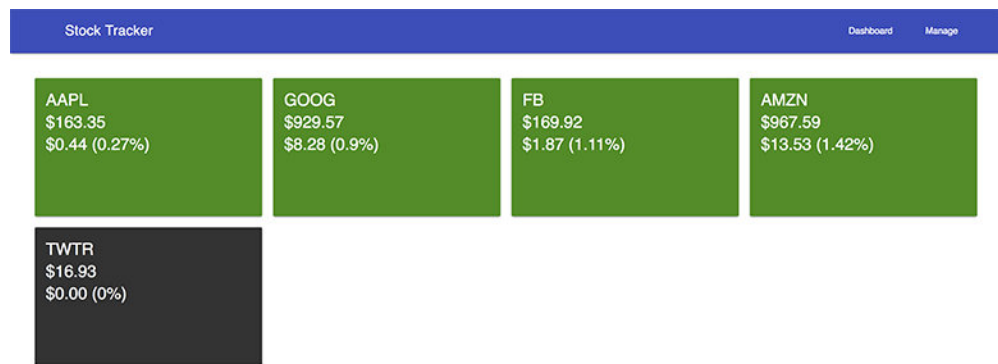 Stock Tracker
Dashboard
Manage
AAPL
$163.35
$0.44 (0.27%)
GOOG
$929.57
$8.28 (0.9%)
FB
$169.92
$1.87 (1.11%)
AMZN
$967.59
$13.53 (1.42%)
TWTR
$16.93
$0.00 (0%)